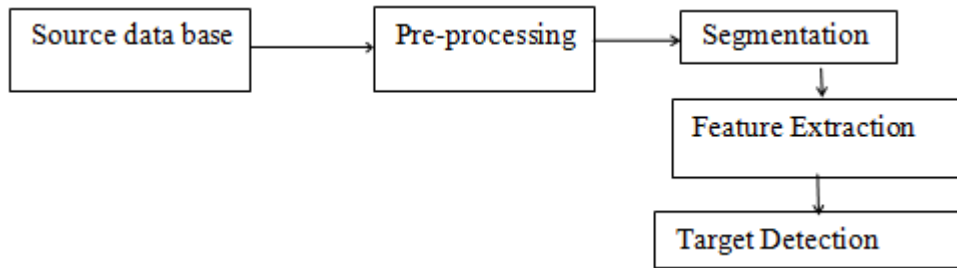 Source data base
Pre-processing
Segmentation
Feature Extraction
Target Detection